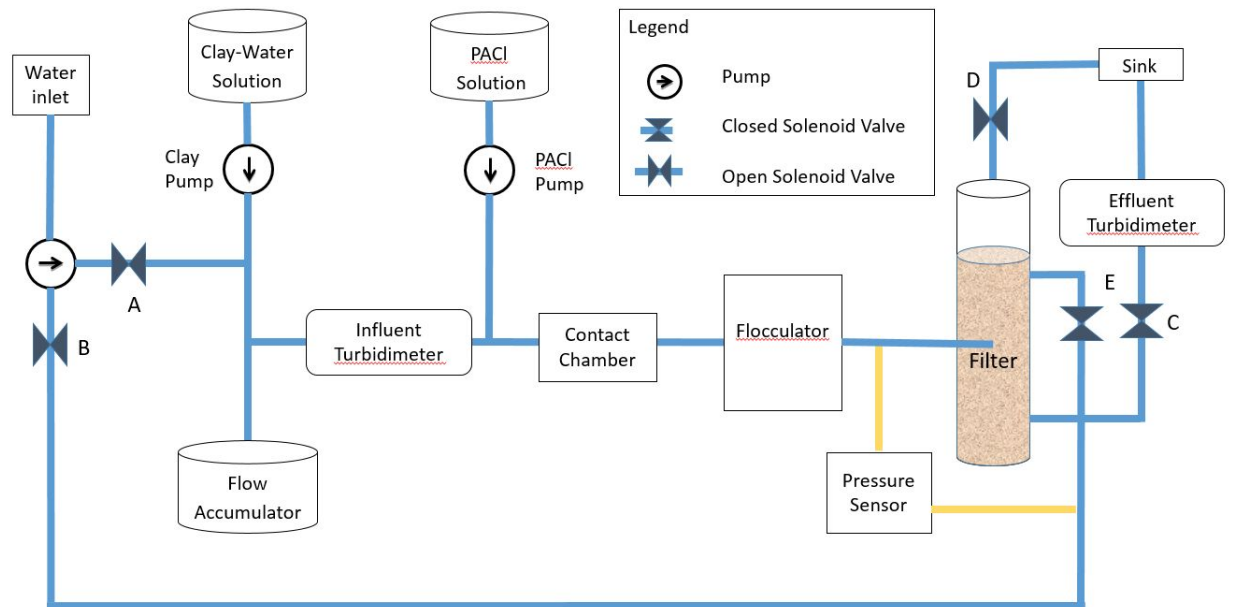 Water
inlet
Clay-Water
Solution
PACl
Solution
Legend
Pump
Closed Solenoid Valve
Open Solenoid Valve
D
Sink
Clay
Pump
PACl
Pump
Effluent
Turbidimeter
A
B
Influent
Turbidimeter
Contact
Chamber
Flocculator
Filter
E
C
Flow
Accumulator
Pressure
Sensor